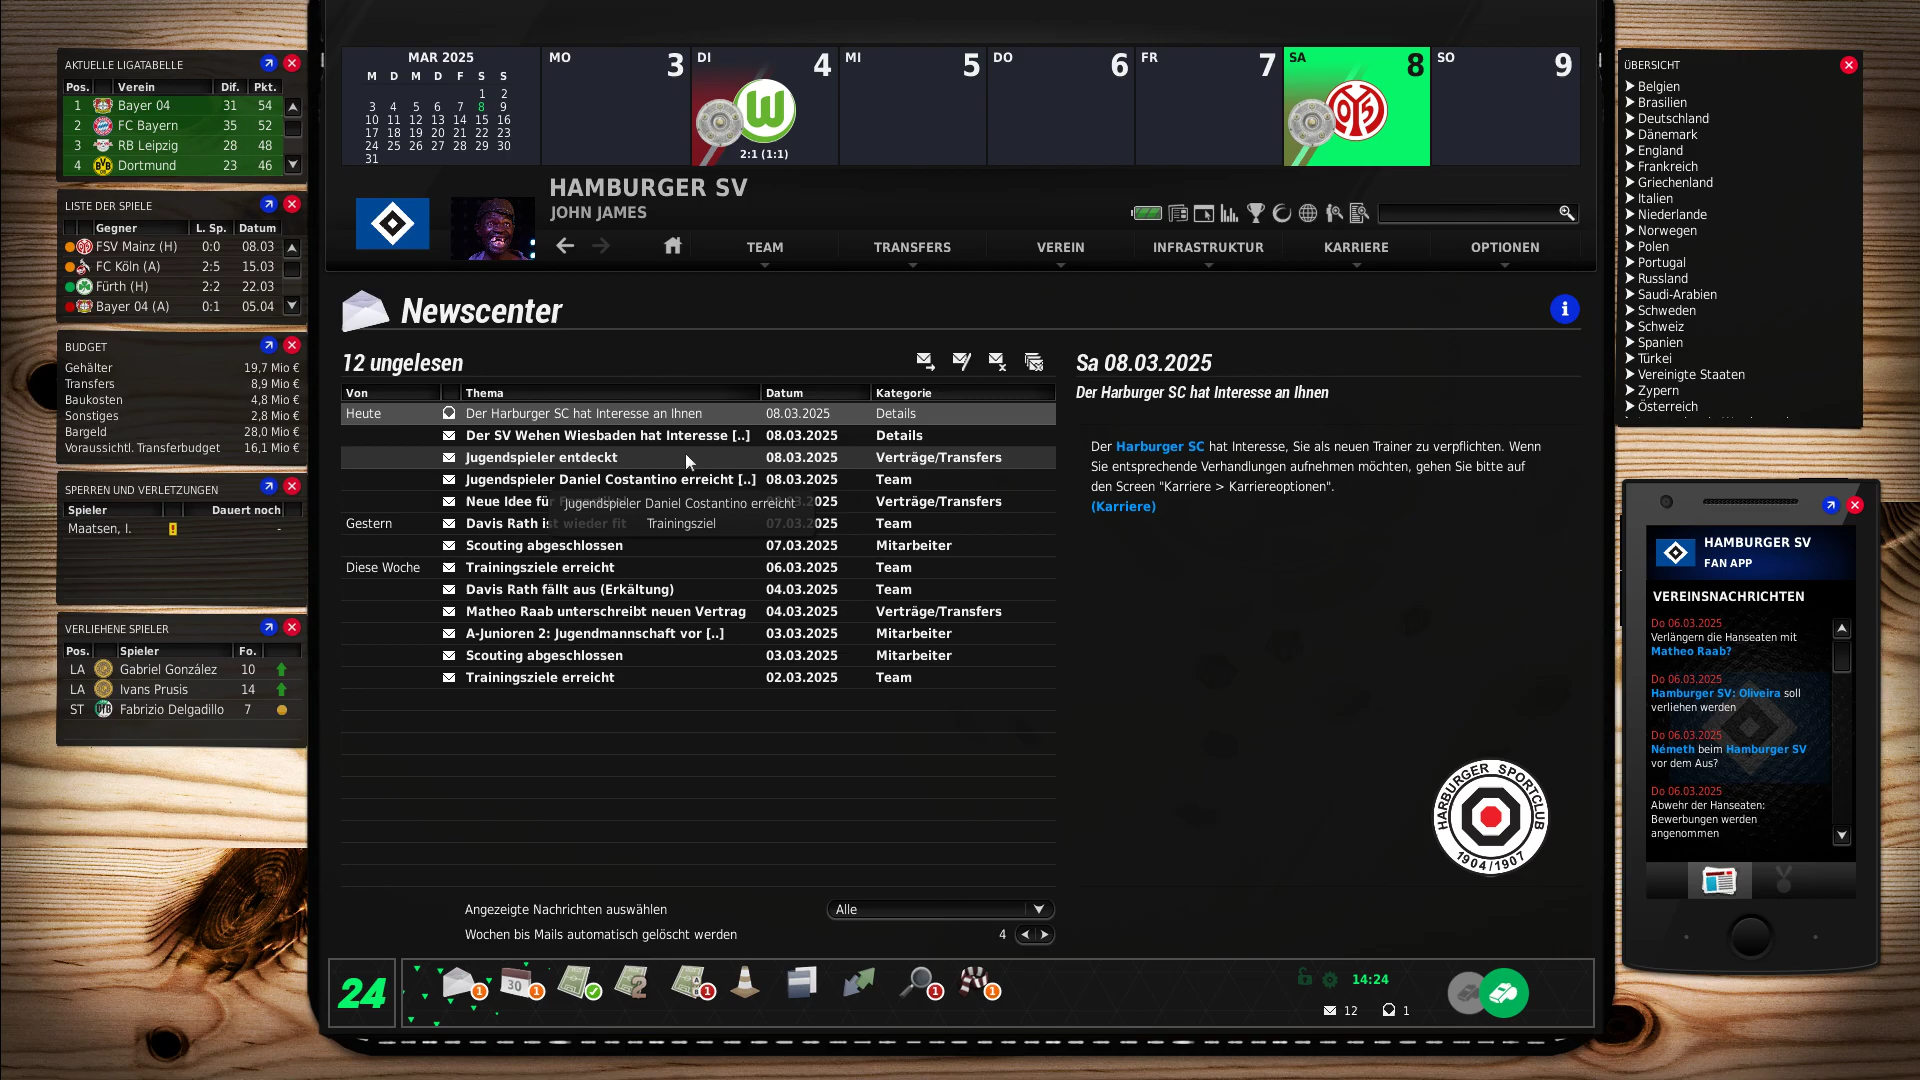 AKTUELLE LIGATABELLE
Pos. Verein Dif. Pkt.
1 Bayer 04 31 54
2 FC Bayern 35 52
3 RB Leipzig 28 48
4 Dortmund 23 46
LISTE DER SPIELE
Gegner L. Sp. Datum
FSV Mainz (H) 0:0 08.03
FC Köln (A) 2:5 15.03
Fürth (H) 2:2 22.03
Bayer 04 (A) 0:1 05.04
BUDGET
Gehälter 19,7 Mio €
Transfers 8,9 Mio €
Baukosten 4,8 Mio €
Sonstiges 2,8 Mio €
Bargeld 28,0 Mio €
Voraussichtl. Transferbudget 16,1 Mio €
SPERREN UND VERLETZUNGEN
Spieler Dauert noch
Maatsen, I. -
VERLIEHENE SPIELER
Pos. Spieler Fo.
LA Gabriel González 10
LA Ivans Prusis 14
ST Fabrizio Delgadillo 7
MAR 2025
M D M D F S S
1 2
3 4 5 6 7 8 9
10 11 12 13 14 15 16
17 18 19 20 21 22 23
24 25 26 27 28 29 30
31
MO 3
DI 4
2:1 (1:1)
MI 5
DO 6
FR 7
SA 8
SO 9
HAMBURGER SV
JOHN JAMES
TEAM
TRANSFERS
VEREIN
INFRASTRUKTUR
KARRIERE
OPTIONEN
Newscenter
12 ungelesen
Von Thema Datum Kategorie
Heute Der Harburger SC hat Interesse an Ihnen 08.03.2025 Details
Der SV Wehen Wiesbaden hat Interesse [..] 08.03.2025 Details
Jugendspieler entdeckt 08.03.2025 Verträge/Transfers
Jugendspieler Daniel Costantino erreicht [..] 08.03.2025 Team
Neue Idee für 08.03.2025 Verträge/Transfers
Jugendspieler Daniel Costantino erreicht
Trainingsziel
Gestern Davis Rath ist wieder fit 07.03.2025 Team
Scouting abgeschlossen 07.03.2025 Mitarbeiter
Diese Woche Trainingsziele erreicht 06.03.2025 Team
Davis Rath fällt aus (Erkältung) 04.03.2025 Team
Matheo Raab unterschreibt neuen Vertrag 04.03.2025 Verträge/Transfers
A-Junioren 2: Jugendmannschaft vor [..] 03.03.2025 Mitarbeiter
Scouting abgeschlossen 03.03.2025 Mitarbeiter
Trainingsziele erreicht 02.03.2025 Team
Angezeigte Nachrichten auswählen Alle
Wochen bis Mails automatisch gelöscht werden 4
Sa 08.03.2025
Der Harburger SC hat Interesse an Ihnen
Der Harburger SC hat Interesse, Sie als neuen Trainer zu verpflichten. Wenn
Sie entsprechende Verhandlungen aufnehmen möchten, gehen Sie bitte auf
den Screen "Karriere > Karriereoptionen".
(Karriere)
HARBURGER SPORTCLUB
1904/1907
24
30
1
1
2
1
1
1
14:24
12 1
ÜBERSICHT
Belgien
Brasilien
Deutschland
Dänemark
England
Frankreich
Griechenland
Italien
Niederlande
Norwegen
Polen
Portugal
Russland
Saudi-Arabien
Schweden
Schweiz
Spanien
Türkei
Vereinigte Staaten
Zypern
Österreich
HAMBURGER SV
FAN APP
VEREINSNACHRICHTEN
Do 06.03.2025
Verlängern die Hanseaten mit
Matheo Raab?
Do 06.03.2025
Hamburger SV: Oliveira soll
verliehen werden
Do 06.03.2025
Németh beim Hamburger SV
vor dem Aus?
Do 06.03.2025
Abwehr der Hanseaten:
Bewerbungen werden
angenommen